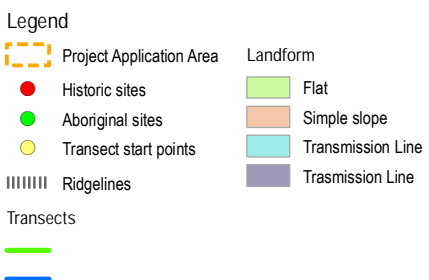 Legend
Project Application Area
Historic sites
Aboriginal sites
Transect start points
Ridgelines
Transects
Landform
Flat
Simple slope
Transmission Line
Trasmission Line